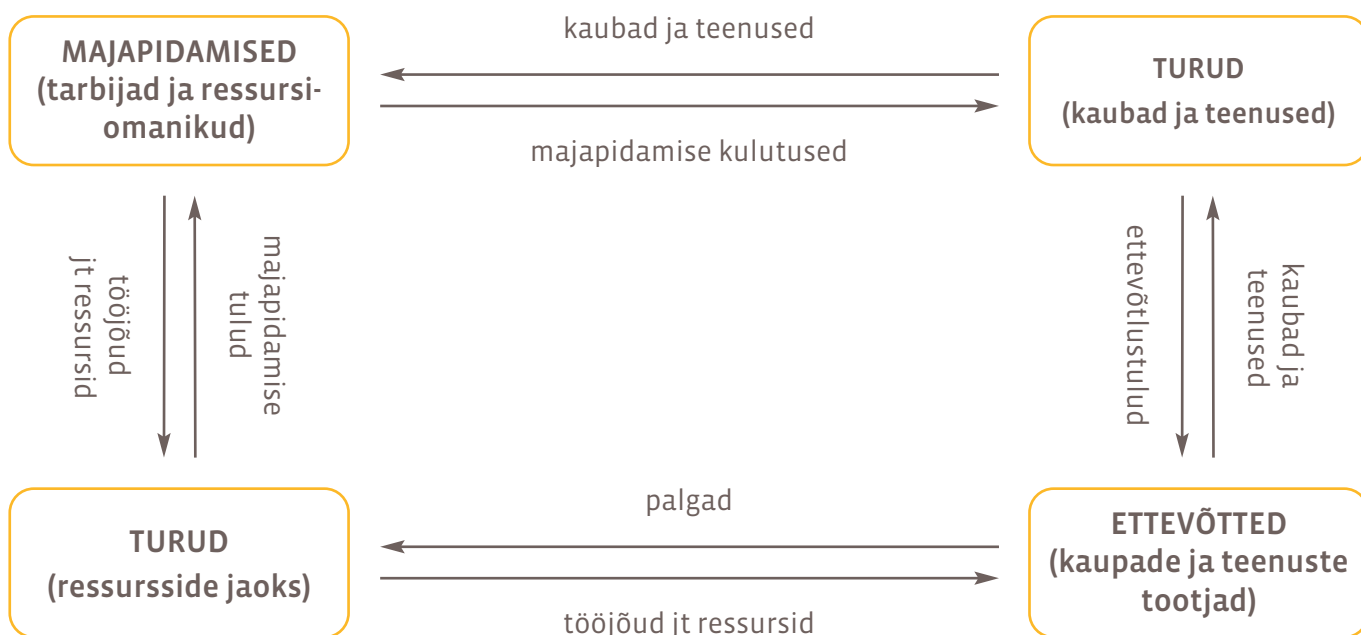 kaubad ja teenused
MAJAPIDAMISED
(tarbijad ja ressursi-
omanikud)
TURUD
(kaubad ja teenused)
majapidamise kulutused
tööjõud
jt ressursid
majapidamise
tulud
ettevõtlustulud
kaubad ja
teenused
palgad
TURUD
(ressursside jaoks)
ETTEVÕTTED
(kaupade ja teenuste
tootjad)
tööjõud jt ressursid